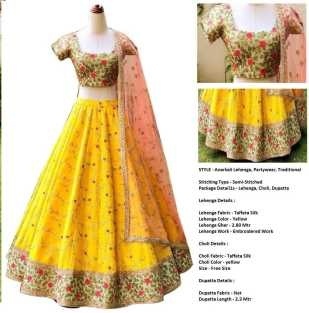 STYLE - Anarkali Lehenga, Partywear, Traditional
Stitching Type - Semi-Stitched
Package Details - Lehenga, Choli, Dupatta
Lehenga Details :
Lehenga Fabric - Taffeta Silk
Lehenga Color - Yellow
Lehenga Gher - 2.80 Mtr
Lehenga Work - Embroidered Work
Choli Details :
Choli Fabric - Taffeta Silk
Choli Color - yellow
Size - Free Size
Dupatta Details :
Dupatta Fabric - Net
Dupatta Length - 2.3 Mtr